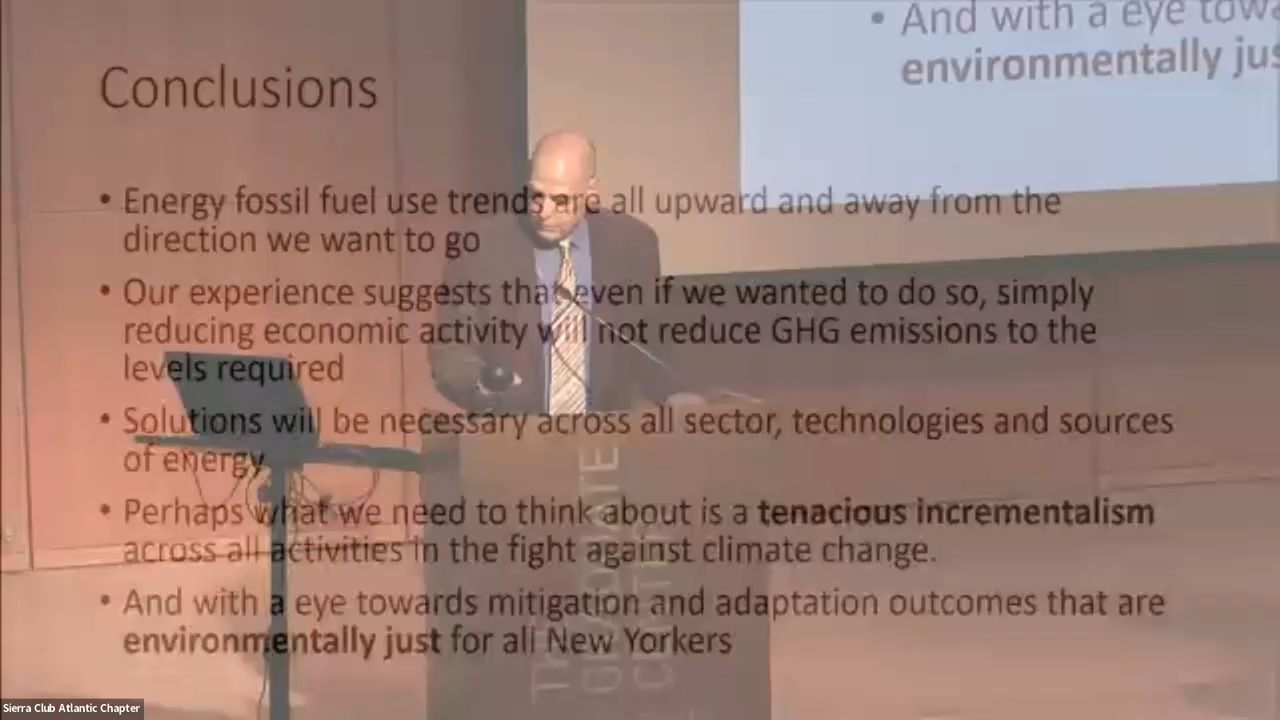 • And with a eye
environmentally
Conclusions
• Energy fossil fuel use trends are all upward and away from the
direction we want to go
• Our experience suggests that even if we wanted to do so, simply
reducing economic activity will not reduce GHG emissions to the
levels required
• Solutions will be necessary across all sector, technologies and sources
of energy
• Perhaps what we need to think about is a tenacious incrementalism
across all activities in the fight against climate change.
• And with a eye towards mitigation and adaptation outcomes that are
environmentally just for all New Yorkers
THE
GRADUATE
CENTER
Sierra Club Atlantic Chapter